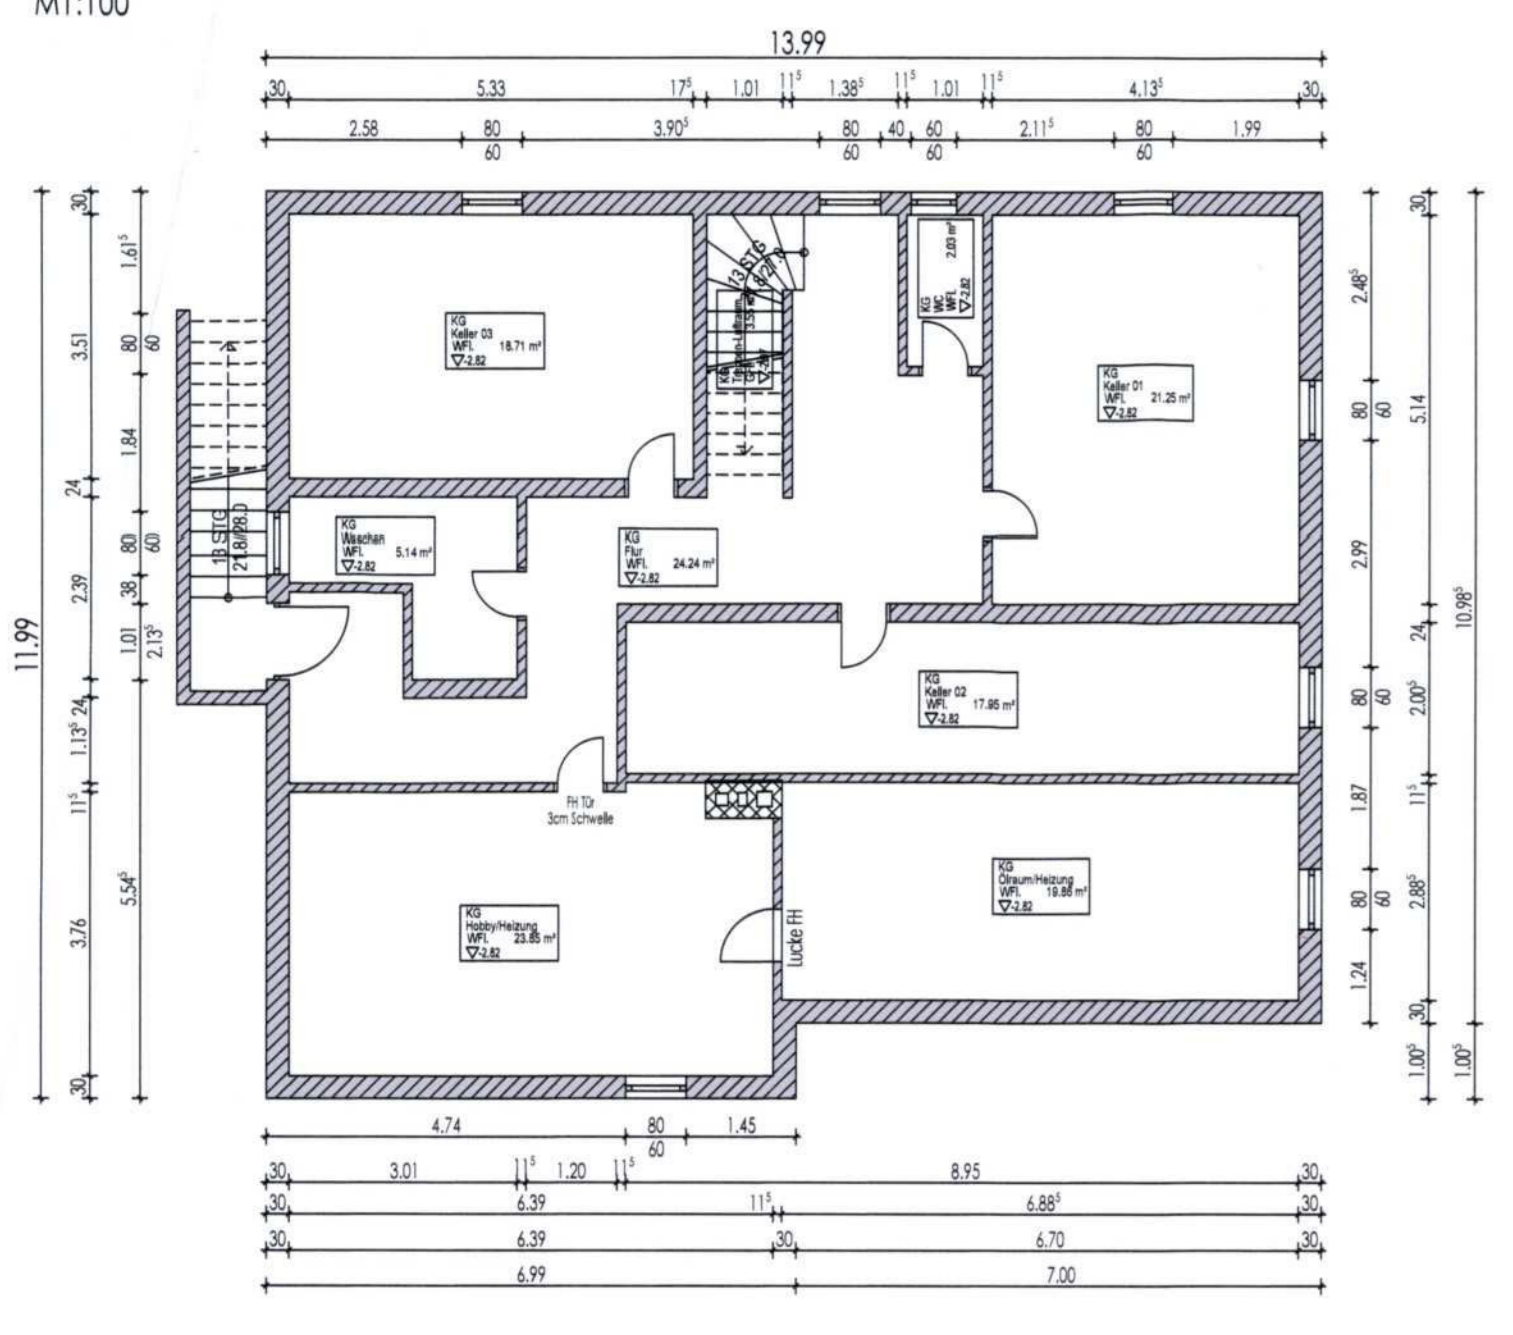 M1:100
13.99
30 5.33 17⁵ 1.01 11⁵ 1.38⁵ 11⁵ 1.01 11⁵ 4.13⁵ 30
2.58 80 3.90⁵ 80 40 60 2.11⁵ 80 1.99
60 60 60 60
11.99
30 3.51 24 2.39 24 1.13⁵ 11⁵ 3.76 30
1.61⁵ 80 1.84 80 38 1.01 5.54⁵
60 60 2.13⁵
13 STG
21.8/28.0
KG
Keller 03
WFl. 18.71 m²
▽-2.82
13 STG
KG
3.55
KG
WC
WFl. 2.03 m²
▽-2.82
KG
Keller 01
WFl. 21.25 m²
▽-2.82
KG
Waschen
WFl. 5.14 m²
▽-2.82
KG
Flur
WFl. 24.24 m²
▽-2.82
KG
Keller 02
WFl. 17.95 m²
▽-2.82
FH Tür
3cm Schwelle
KG
Ölraum/Heizung
WFl. 19.86 m²
▽-2.82
KG
Hobby/Heizung
WFl. 23.85 m²
▽-2.82
Lucke FH
2.48⁵ 80 2.99 80 1.87 80 1.24
60 60 60
30 5.14 24 2.00⁵ 11⁵ 2.88⁵ 30 1.00⁵
10.98⁵ 1.00⁵
4.74 80 1.45
60
30 3.01 11⁵ 1.20 11⁵ 8.95 30
30 6.39 11⁵ 6.88⁵ 30
30 6.39 30 6.70 30
6.99 7.00